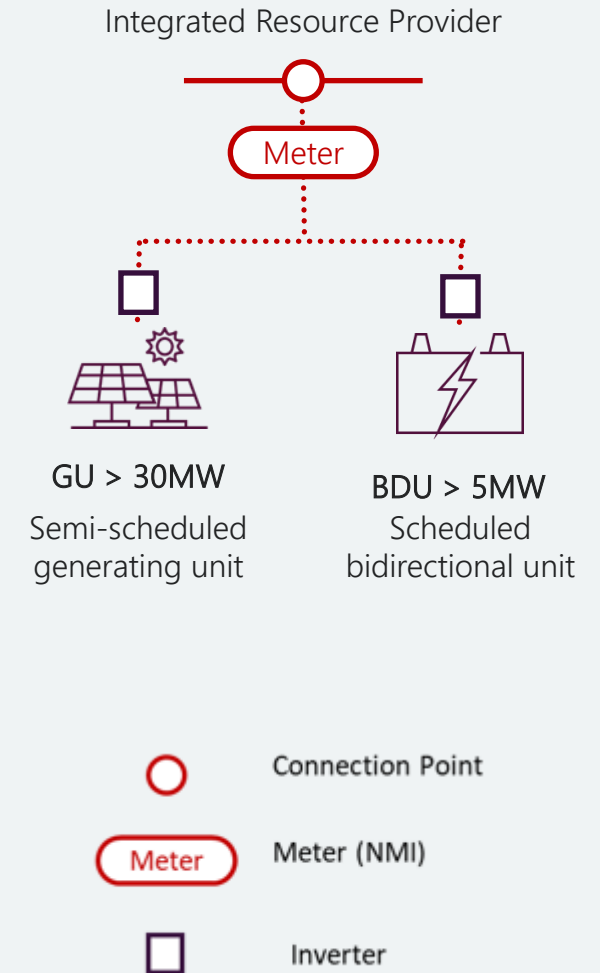 Integrated Resource Provider
Meter
GU > 30MW
Semi-scheduled
generating unit
BDU > 5MW
Scheduled
bidirectional unit
Connection Point
Meter
Meter (NMI)
Inverter